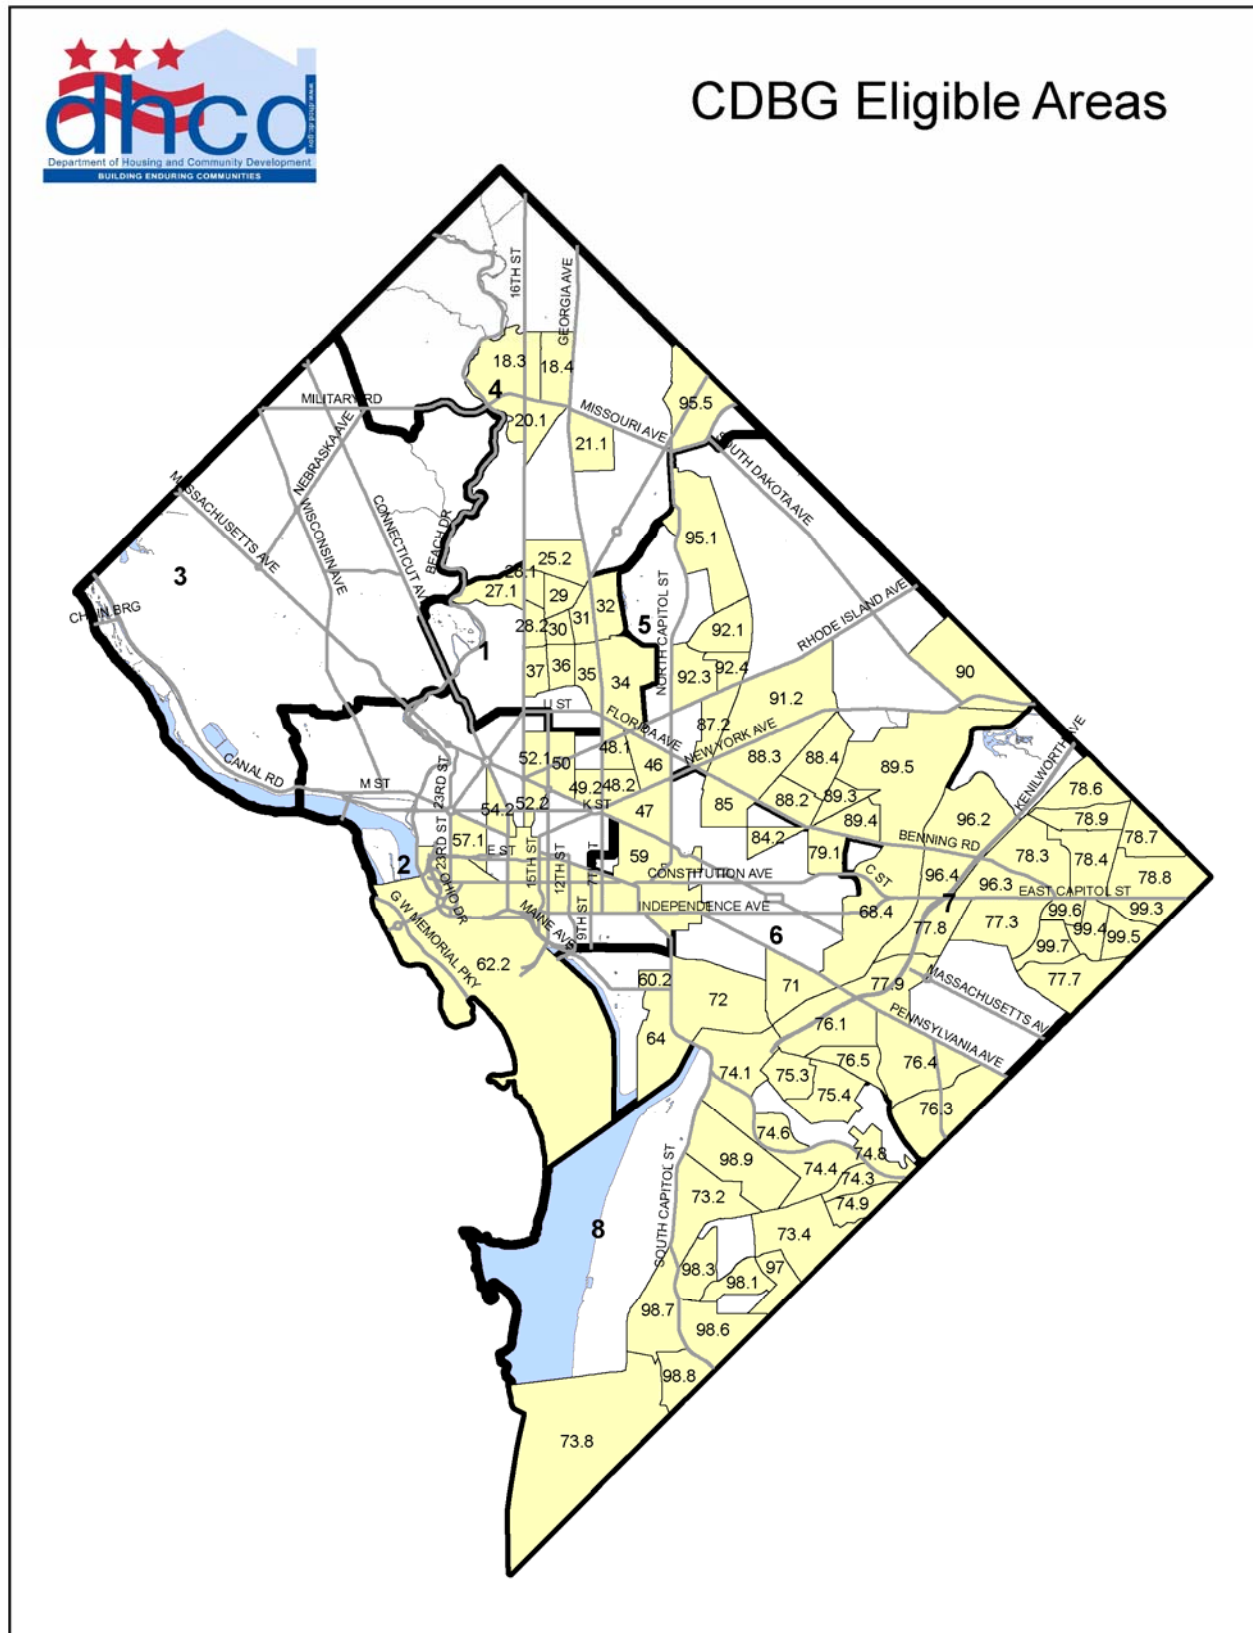 dhcd
www.dhcd.dc.gov
Department of Housing and Community Development
BUILDING ENDURING COMMUNITIES
CDBG Eligible Areas
16TH ST
GEORGIA AVE
18.3
18.4
4
MILITARY RD
20.1
MISSOURI AVE
95.5
21.1
NEBRASKA AVE
SOUTH DAKOTA AVE
MASSACHUSETTS AVE
WISCONSIN AVE
CONNECTICUT AV
BEACH DR
95.1
25.2
3
28.1
27.1
29
32
NORTH CAPITOL ST
RHODE ISLAND AVE
31
28.2
30
5
92.1
1
37
36
35
34
92.3
92.4
90
91.2
U ST
FLORIDA AVE
87.2
NEW YORK AVE
KENILWORTH AVE
52.1
50
48.1
46
88.3
88.4
89.5
CANAL RD
M ST
23RD ST
49.2
48.2
78.6
54.2
52.2
K ST
47
85
88.2
89.3
96.2
78.9
57.1
89.4
84.2
BENNING RD
78.7
23RD ST
E ST
15TH ST
12TH ST
59
79.1
78.3
78.4
2
CONSTITUTION AVE
C ST
96.4
96.3
78.8
EAST CAPITOL ST
OHIO DR
MAINE AVE
9TH ST
INDEPENDENCE AVE
68.4
7
99.6
99.3
G W MEMORIAL PKY
6
77.8
77.3
99.4
99.5
99.7
62.2
60.2
72
71
77.9
MASSACHUSETTS AV
77.7
PENNSYLVANIA AVE
64
76.1
74.1
75.3
76.5
76.4
75.4
76.3
74.6
74.8
98.9
74.4
74.3
SOUTH CAPITOL ST
73.2
74.9
8
73.4
98.3
98.1
97
98.7
98.6
98.8
73.8